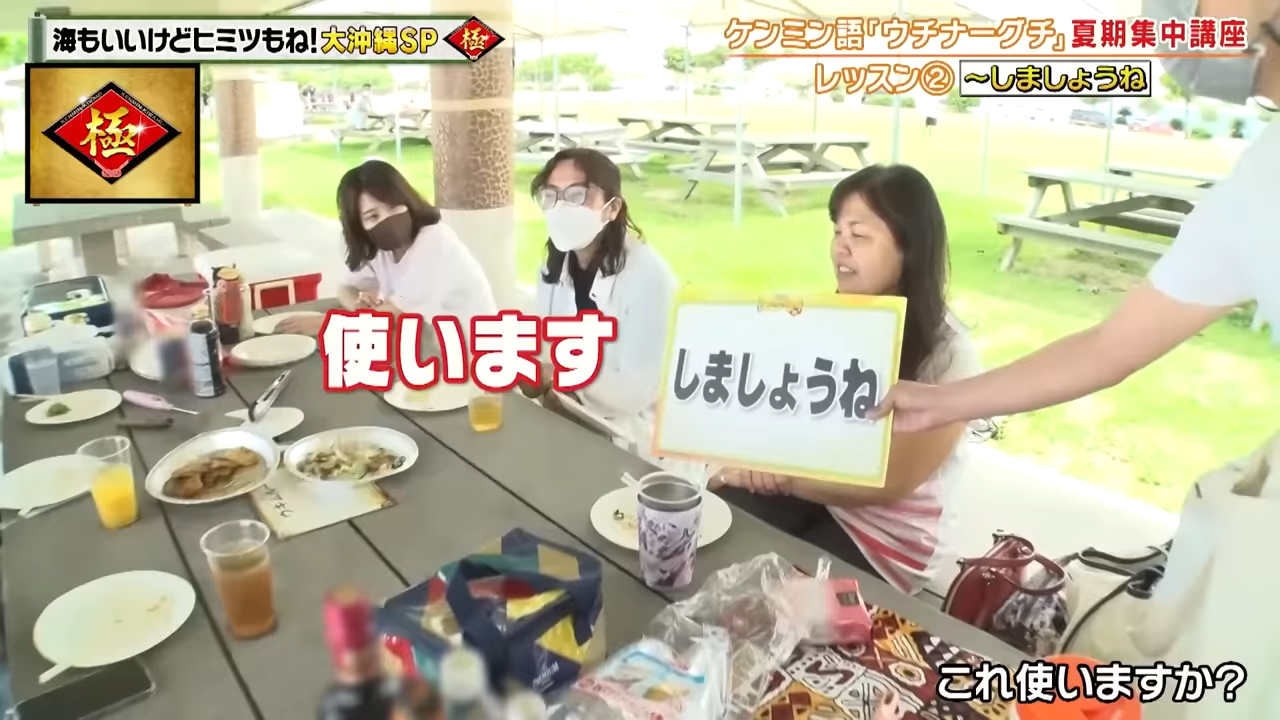 海もいいけどヒミツもね!大沖縄SP 極
ケンミン語「ウチナーグチ」夏期集中講座
レッスン② ～しましょうね
極
使います
しましょうね
これ使いますか?